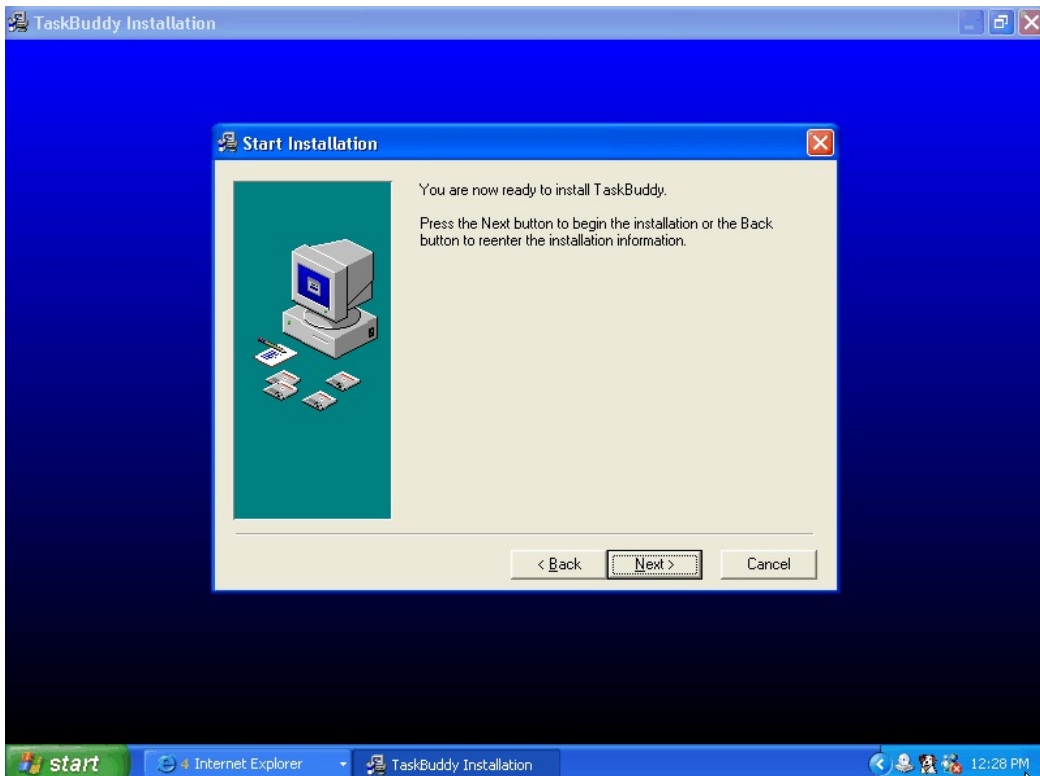 TaskBuddy Installation
Start Installation
You are now ready to install TaskBuddy.
Press the Next button to begin the installation or the Back
button to reenter the installation information.
< Back
Next >
Cancel
start
4 Internet Explorer
TaskBuddy Installation
12:28 PM